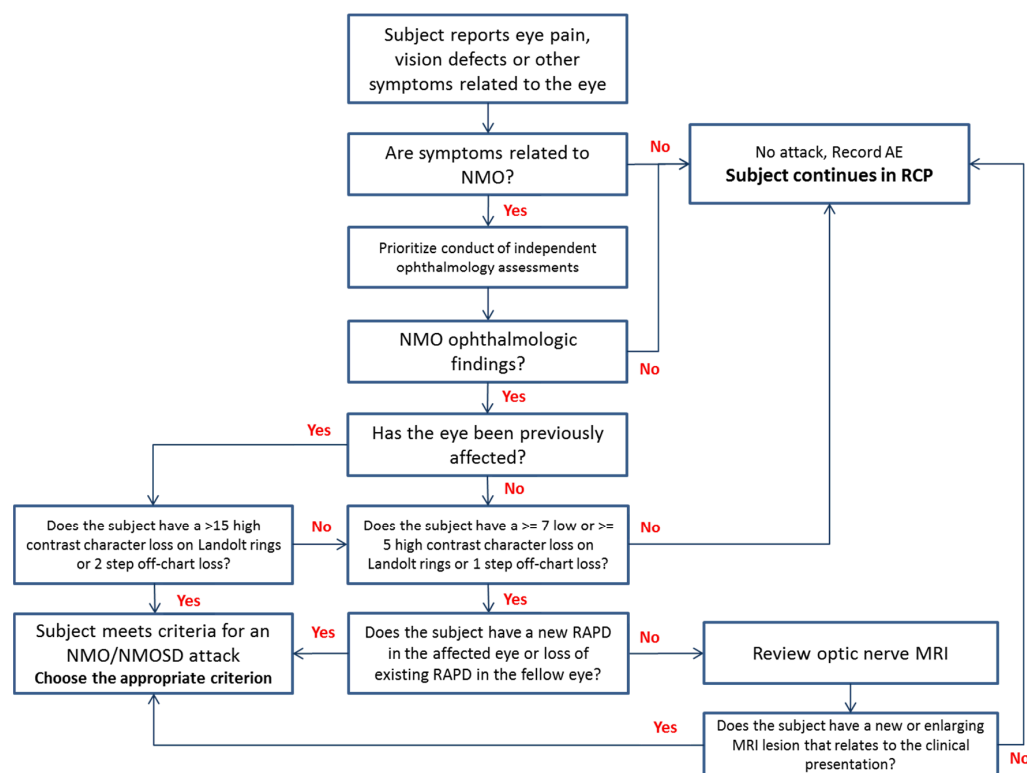 Subject reports eye pain,
vision defects or other
symptoms related to the eye
Are symptoms related to
NMO?
No
No attack, Record AE
Subject continues in RCP
Yes
Prioritize conduct of independent
ophthalmology assessments
NMO ophthalmologic
findings?
No
Yes
Yes
Has the eye been previously
affected?
No
Does the subject have a >15 high
contrast character loss on Landolt rings
or 2 step off-chart loss?
No
Does the subject have a >= 7 low or >=
5 high contrast character loss on
Landolt rings or 1 step off-chart loss?
No
Yes
Yes
Subject meets criteria for an
NMO/NMOSD attack
Choose the appropriate criterion
Yes
Does the subject have a new RAPD
in the affected eye or loss of
existing RAPD in the fellow eye?
No
Review optic nerve MRI
Yes
Does the subject have a new or enlarging
MRI lesion that relates to the clinical
presentation?
No